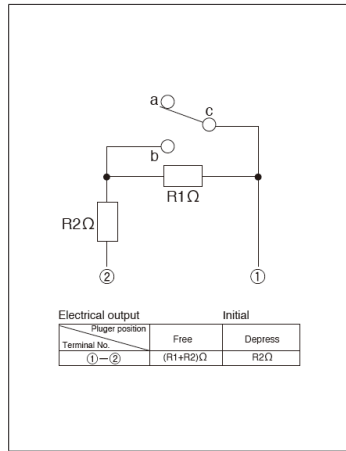 a
c
b
R1Ω
R2Ω
② ①
Electrical output Initial
Pluger position
Terminal No. Free Depress
①—② (R1+R2)Ω R2Ω